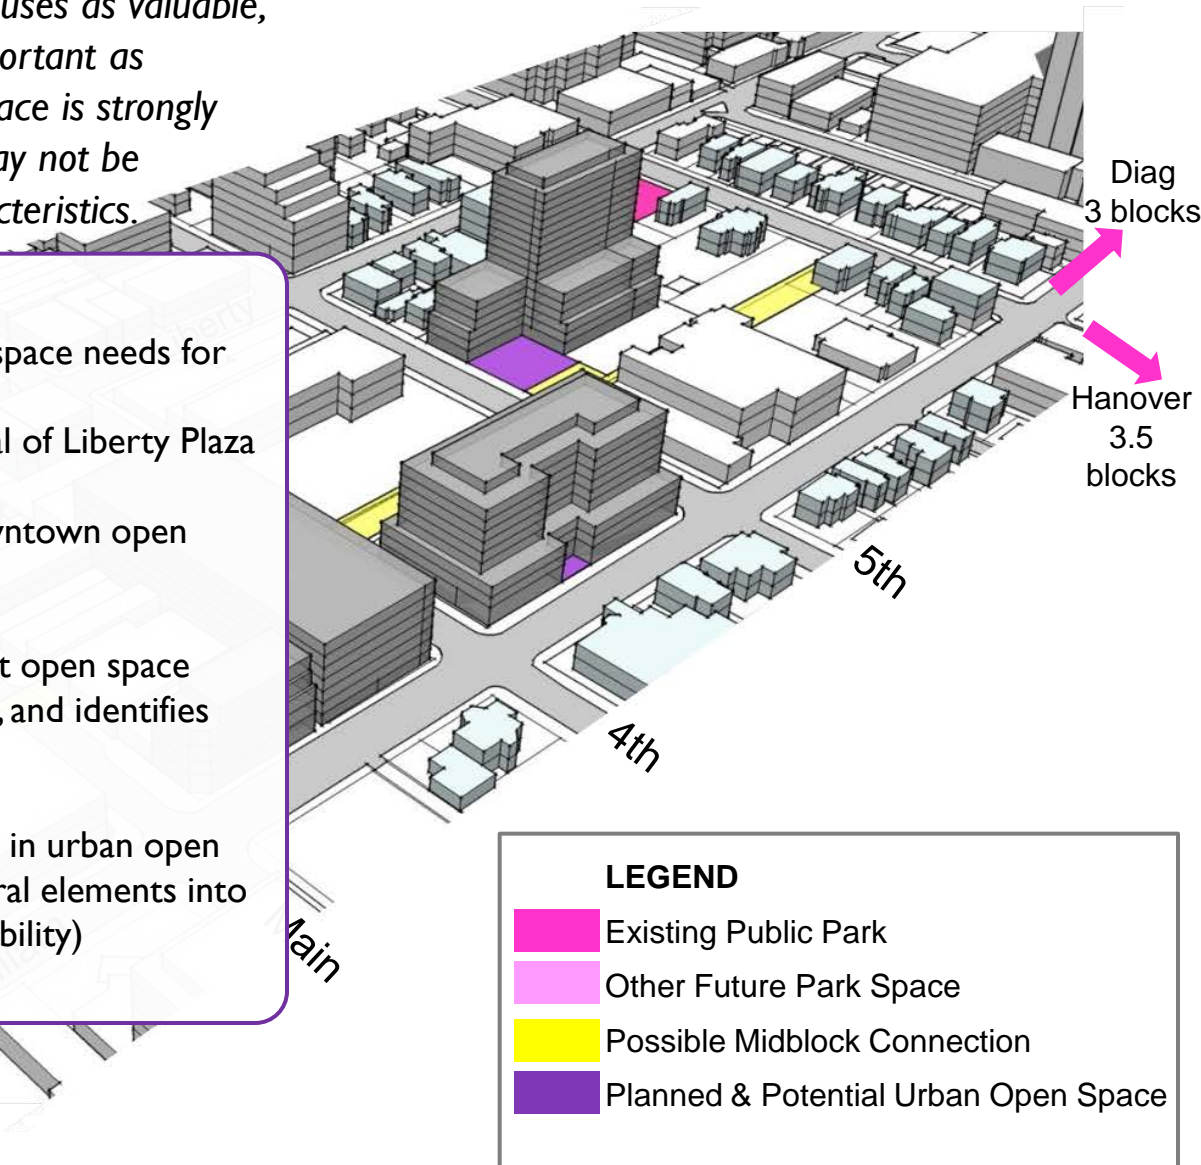 uses as valuable,
ortant as
ace is strongly
ay not be
cteristics.
space needs for
al of Liberty Plaza
wntown open
t open space
, and identifies
in urban open
ral elements into
bility)
Liberty
Diag
3 blocks
Hanover
3.5
blocks
5th
4th
Main
LEGEND
Existing Public Park
Other Future Park Space
Possible Midblock Connection
Planned & Potential Urban Open Space